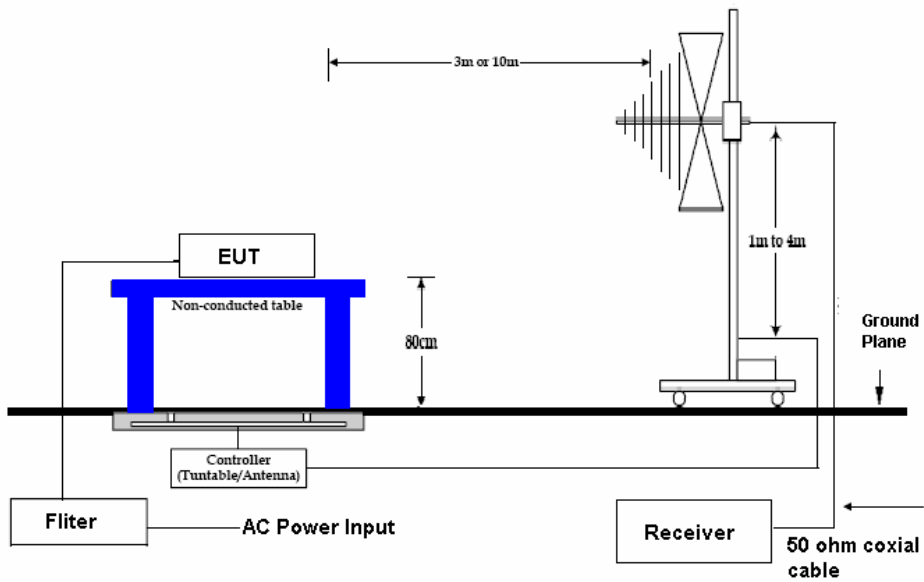 3m or 10m
EUT
1m to 4m
Non-conducted table
80cm
Ground
Plane
Controller
(Tuntable/Antenna)
Fliter
AC Power Input
Receiver
50 ohm coxial
cable